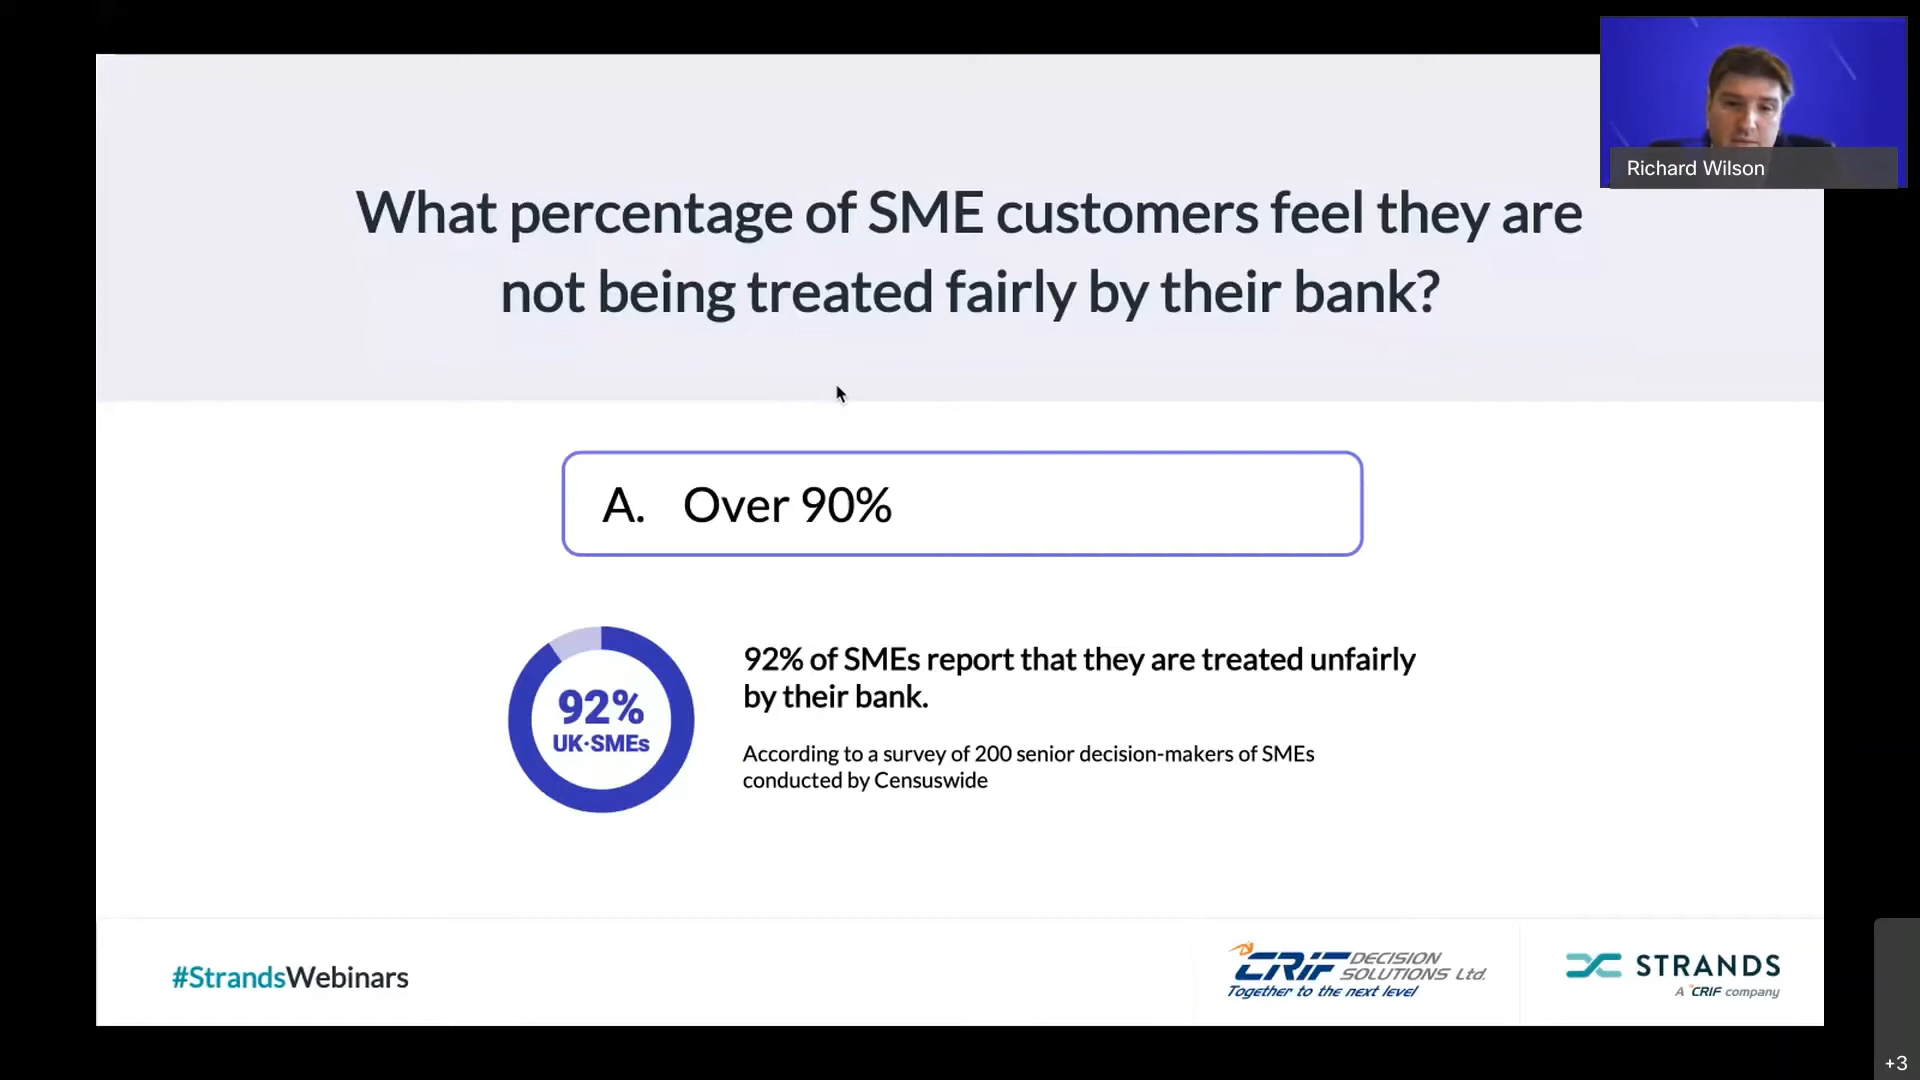 Richard Wilson
What percentage of SME customers feel they are
not being treated fairly by their bank?
A. Over 90%
92%
UK·SMEs
92% of SMEs report that they are treated unfairly
by their bank.
According to a survey of 200 senior decision-makers of SMEs
conducted by Censuswide
#StrandsWebinars
CRIF DECISION
SOLUTIONS Ltd.
Together to the next level
STRANDS
A CRIF company
+3